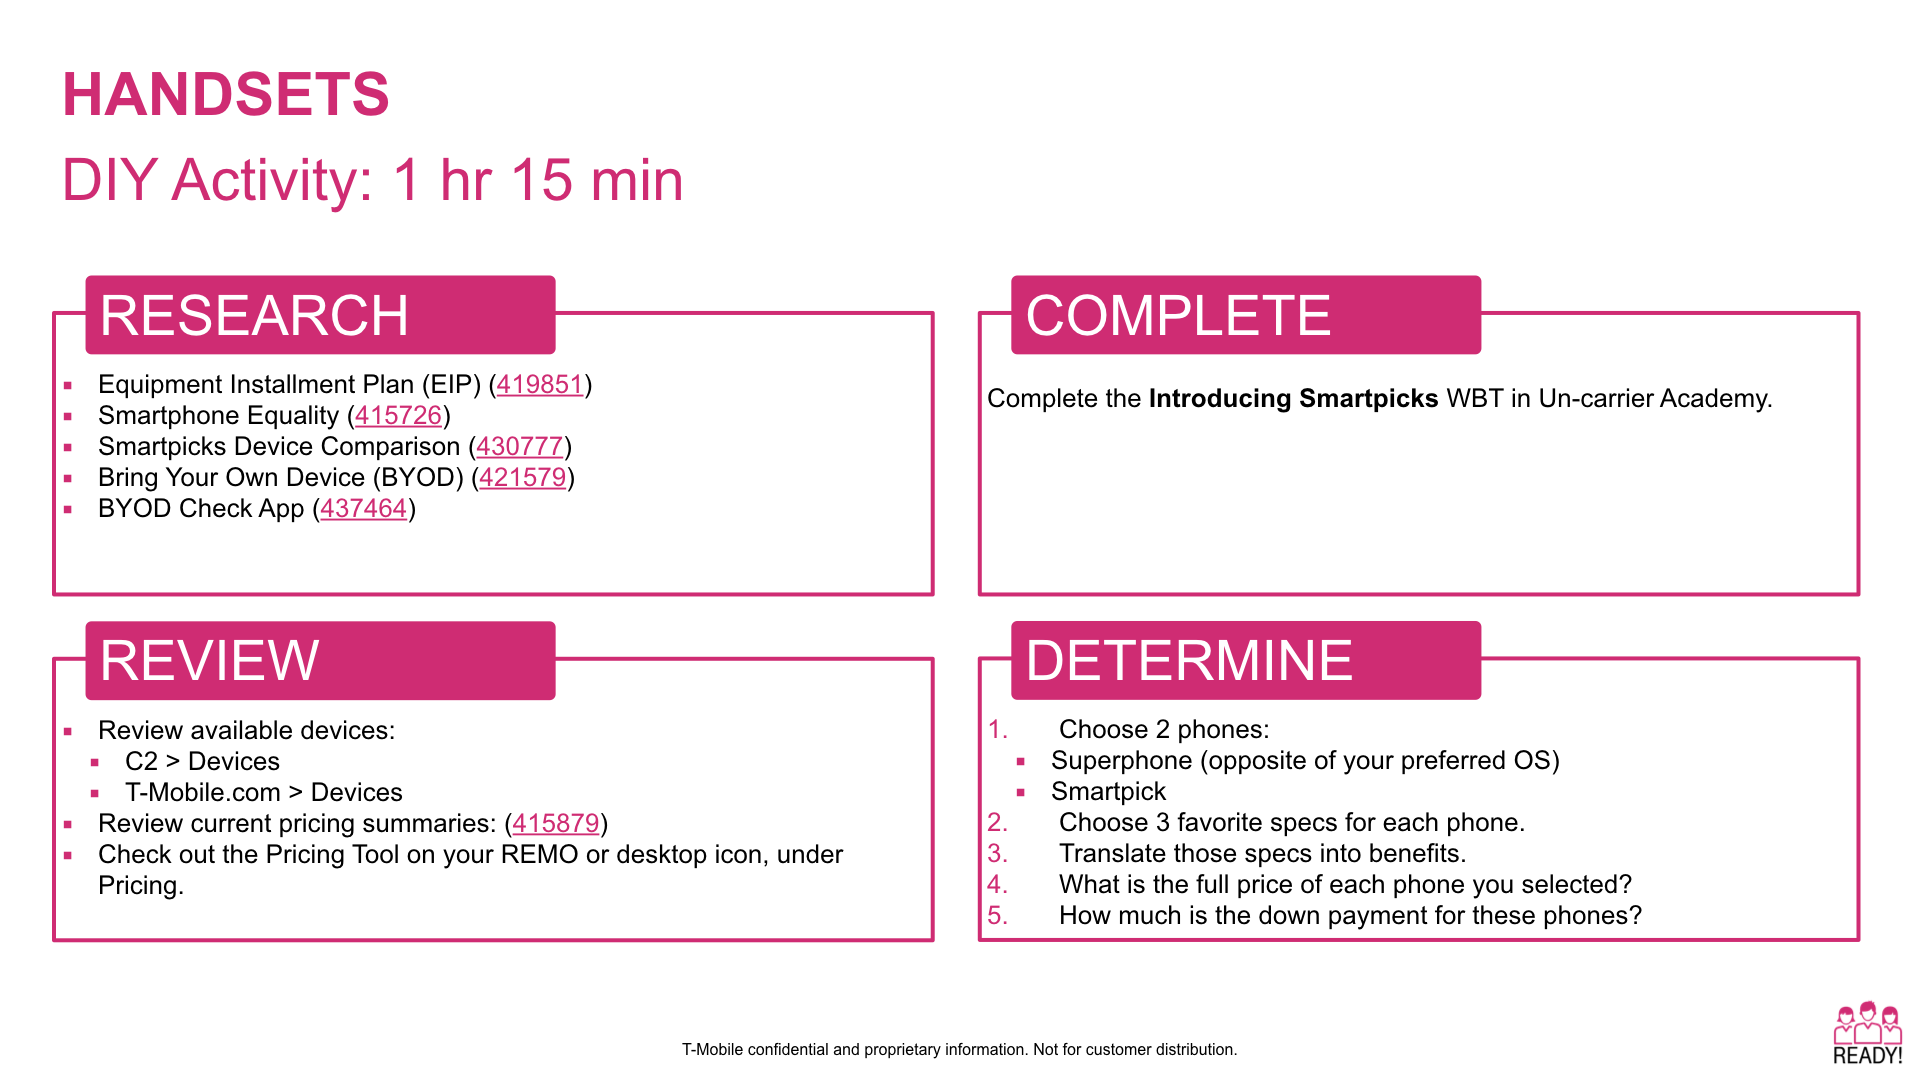 HANDSETS
DIY Activity: 1 hr 15 min
RESEARCH
▪ Equipment Installment Plan (EIP) (419851)
▪ Smartphone Equality (415726)
▪ Smartpicks Device Comparison (430777)
▪ Bring Your Own Device (BYOD) (421579)
▪ BYOD Check App (437464)
COMPLETE
Complete the Introducing Smartpicks WBT in Un-carrier Academy.
REVIEW
▪ Review available devices:
▪ C2 > Devices
▪ T-Mobile.com > Devices
▪ Review current pricing summaries: (415879)
▪ Check out the Pricing Tool on your REMO or desktop icon, under
Pricing.
DETERMINE
1. Choose 2 phones:
▪ Superphone (opposite of your preferred OS)
▪ Smartpick
2. Choose 3 favorite specs for each phone.
3. Translate those specs into benefits.
4. What is the full price of each phone you selected?
5. How much is the down payment for these phones?
T-Mobile confidential and proprietary information. Not for customer distribution.
READY!